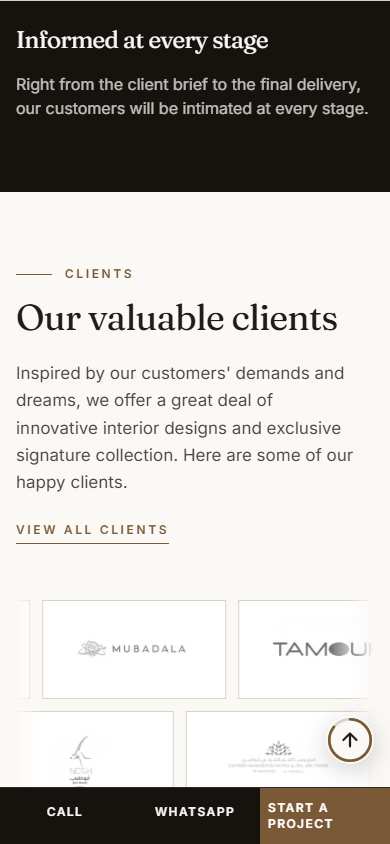 Informed at every stage
Right from the client brief to the final delivery,
our customers will be intimated at every stage.
CLIENTS
Our valuable clients
Inspired by our customers' demands and
dreams, we offer a great deal of
innovative interior designs and exclusive
signature collection. Here are some of our
happy clients.
VIEW ALL CLIENTS
MUBADALA
TAMOU
CALL
WHATSAPP
START A
PROJECT